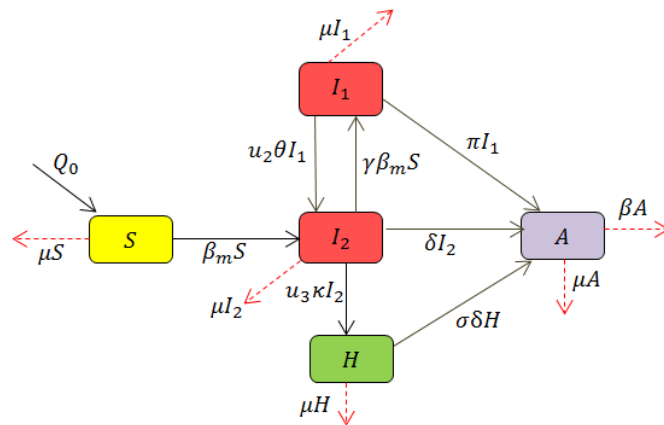 μI₁
I₁
Q₀
u₂θI₁
γβₘS
πI₁
S
I₂
A
βA
μS
βₘS
δI₂
μI₂
u₃κI₂
μA
H
σδH
μH